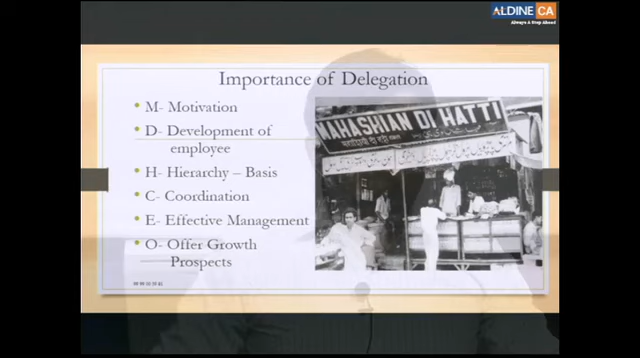 ALDINE CA
Always A Step Ahead
Importance of Delegation
M- Motivation
D- Development of
employee
H- Hierarchy – Basis
C- Coordination
E- Effective Management
O- Offer Growth
Prospects
MAHASHIAN DI HATTI